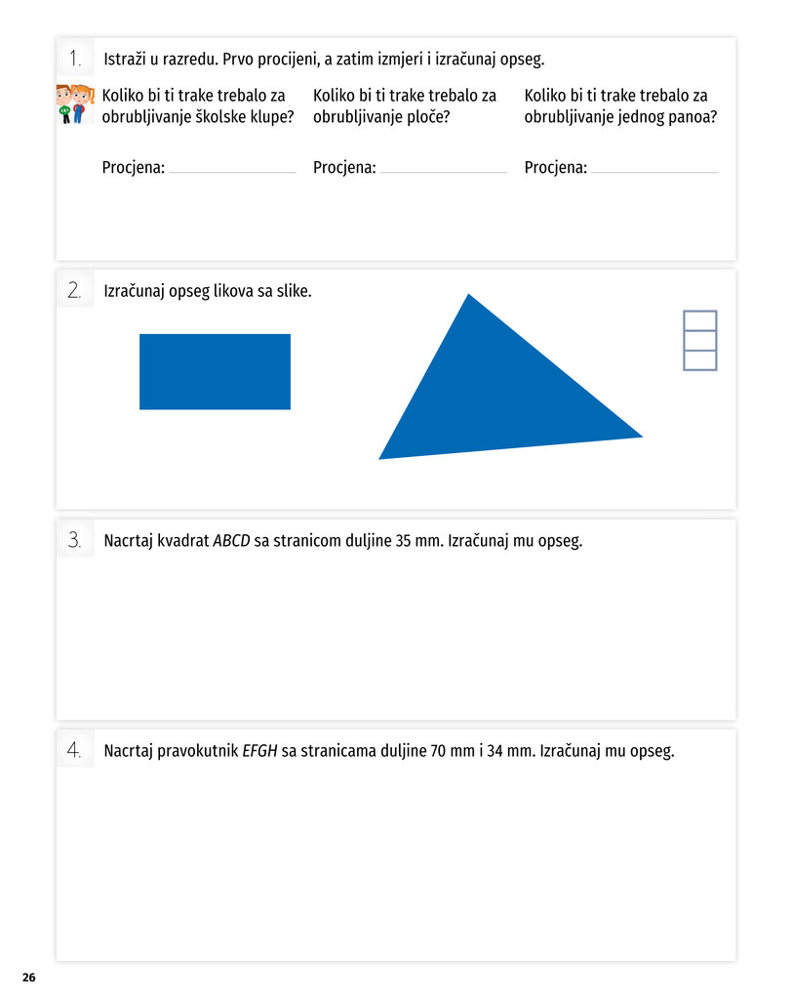 1. Istraži u razredu. Prvo procijeni, a zatim izmjeri i izračunaj opseg.
Koliko bi ti trake trebalo za
obrubljivanje školske klupe?
Koliko bi ti trake trebalo za
obrubljivanje ploče?
Koliko bi ti trake trebalo za
obrubljivanje jednog panoa?
Procjena:
Procjena:
Procjena:
2. Izračunaj opseg likova sa slike.
3. Nacrtaj kvadrat ABCD sa stranicom duljine 35 mm. Izračunaj mu opseg.
4. Nacrtaj pravokutnik EFGH sa stranicama duljine 70 mm i 34 mm. Izračunaj mu opseg.
26